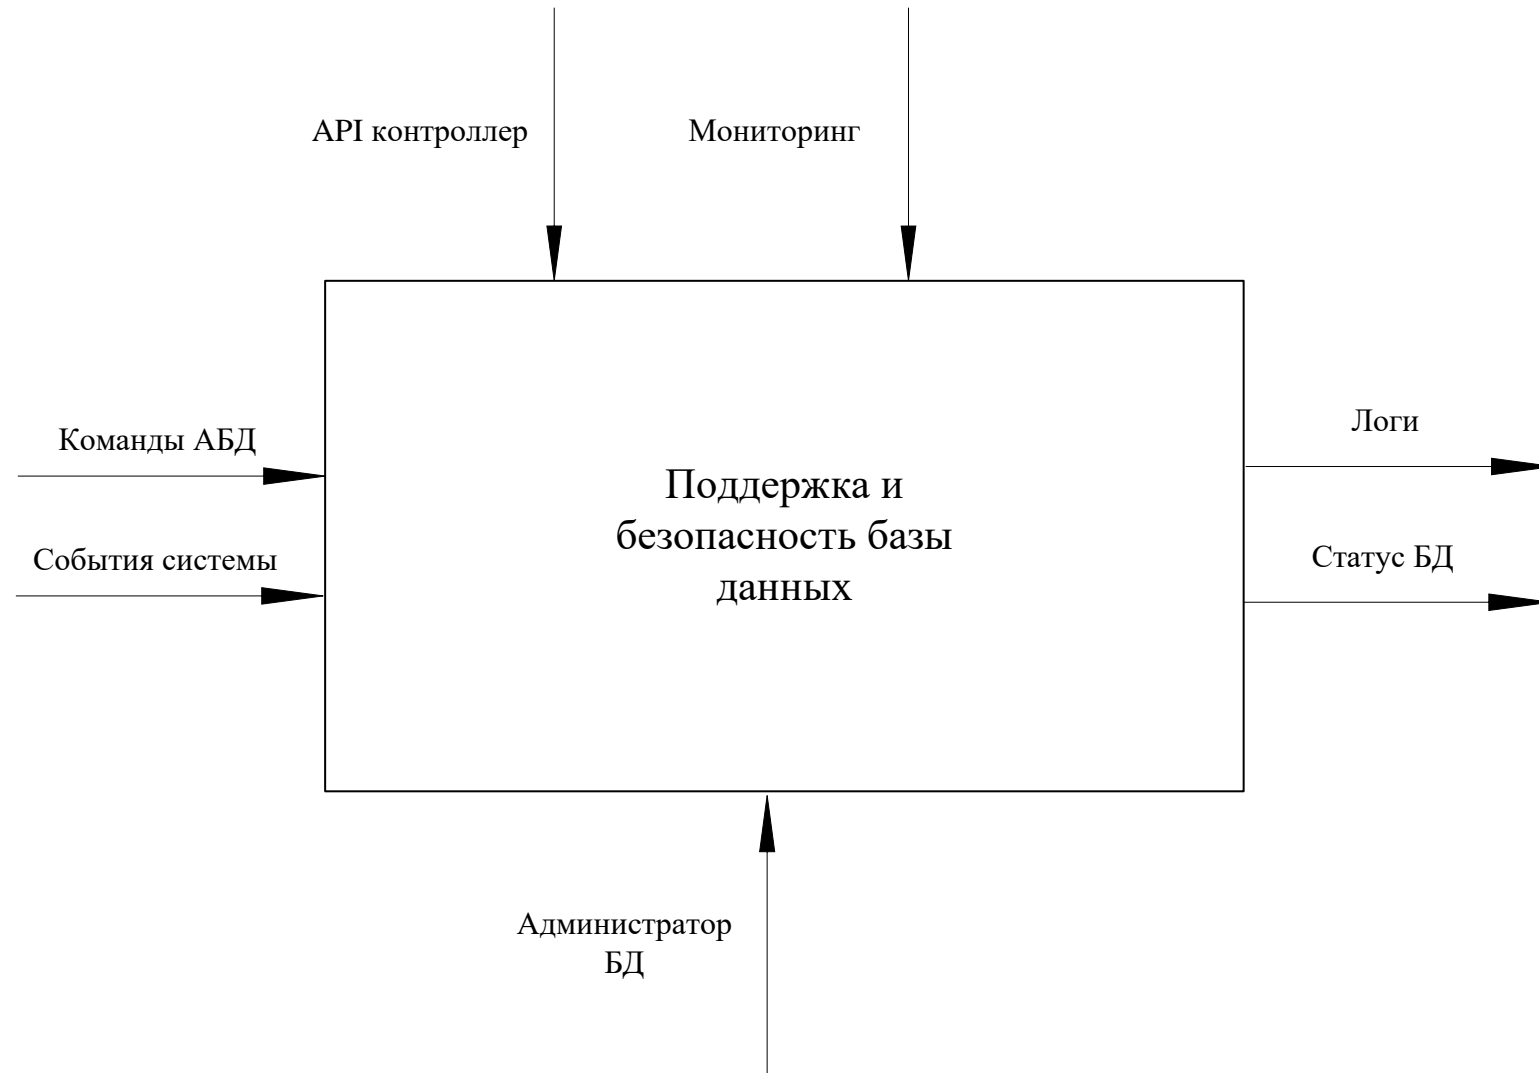 API контроллер
Мониторинг
Команды АБД
События системы
Поддержка и
безопасность базы
данных
Логи
Статус БД
Администратор
БД